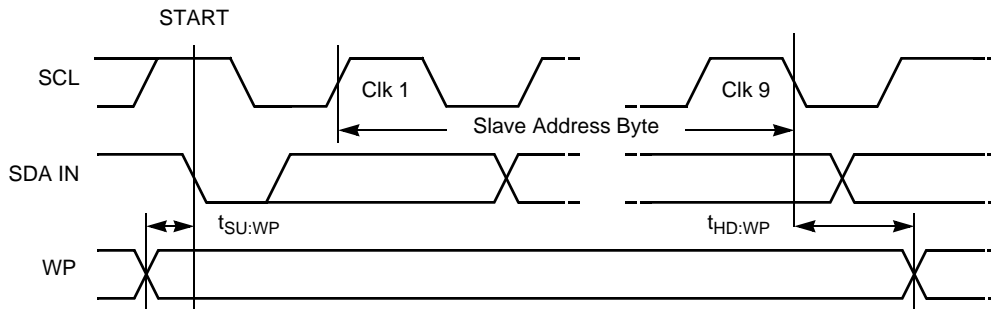 START
SCL
Clk 1
Clk 9
Slave Address Byte
SDA IN
tSU:WP
tHD:WP
WP